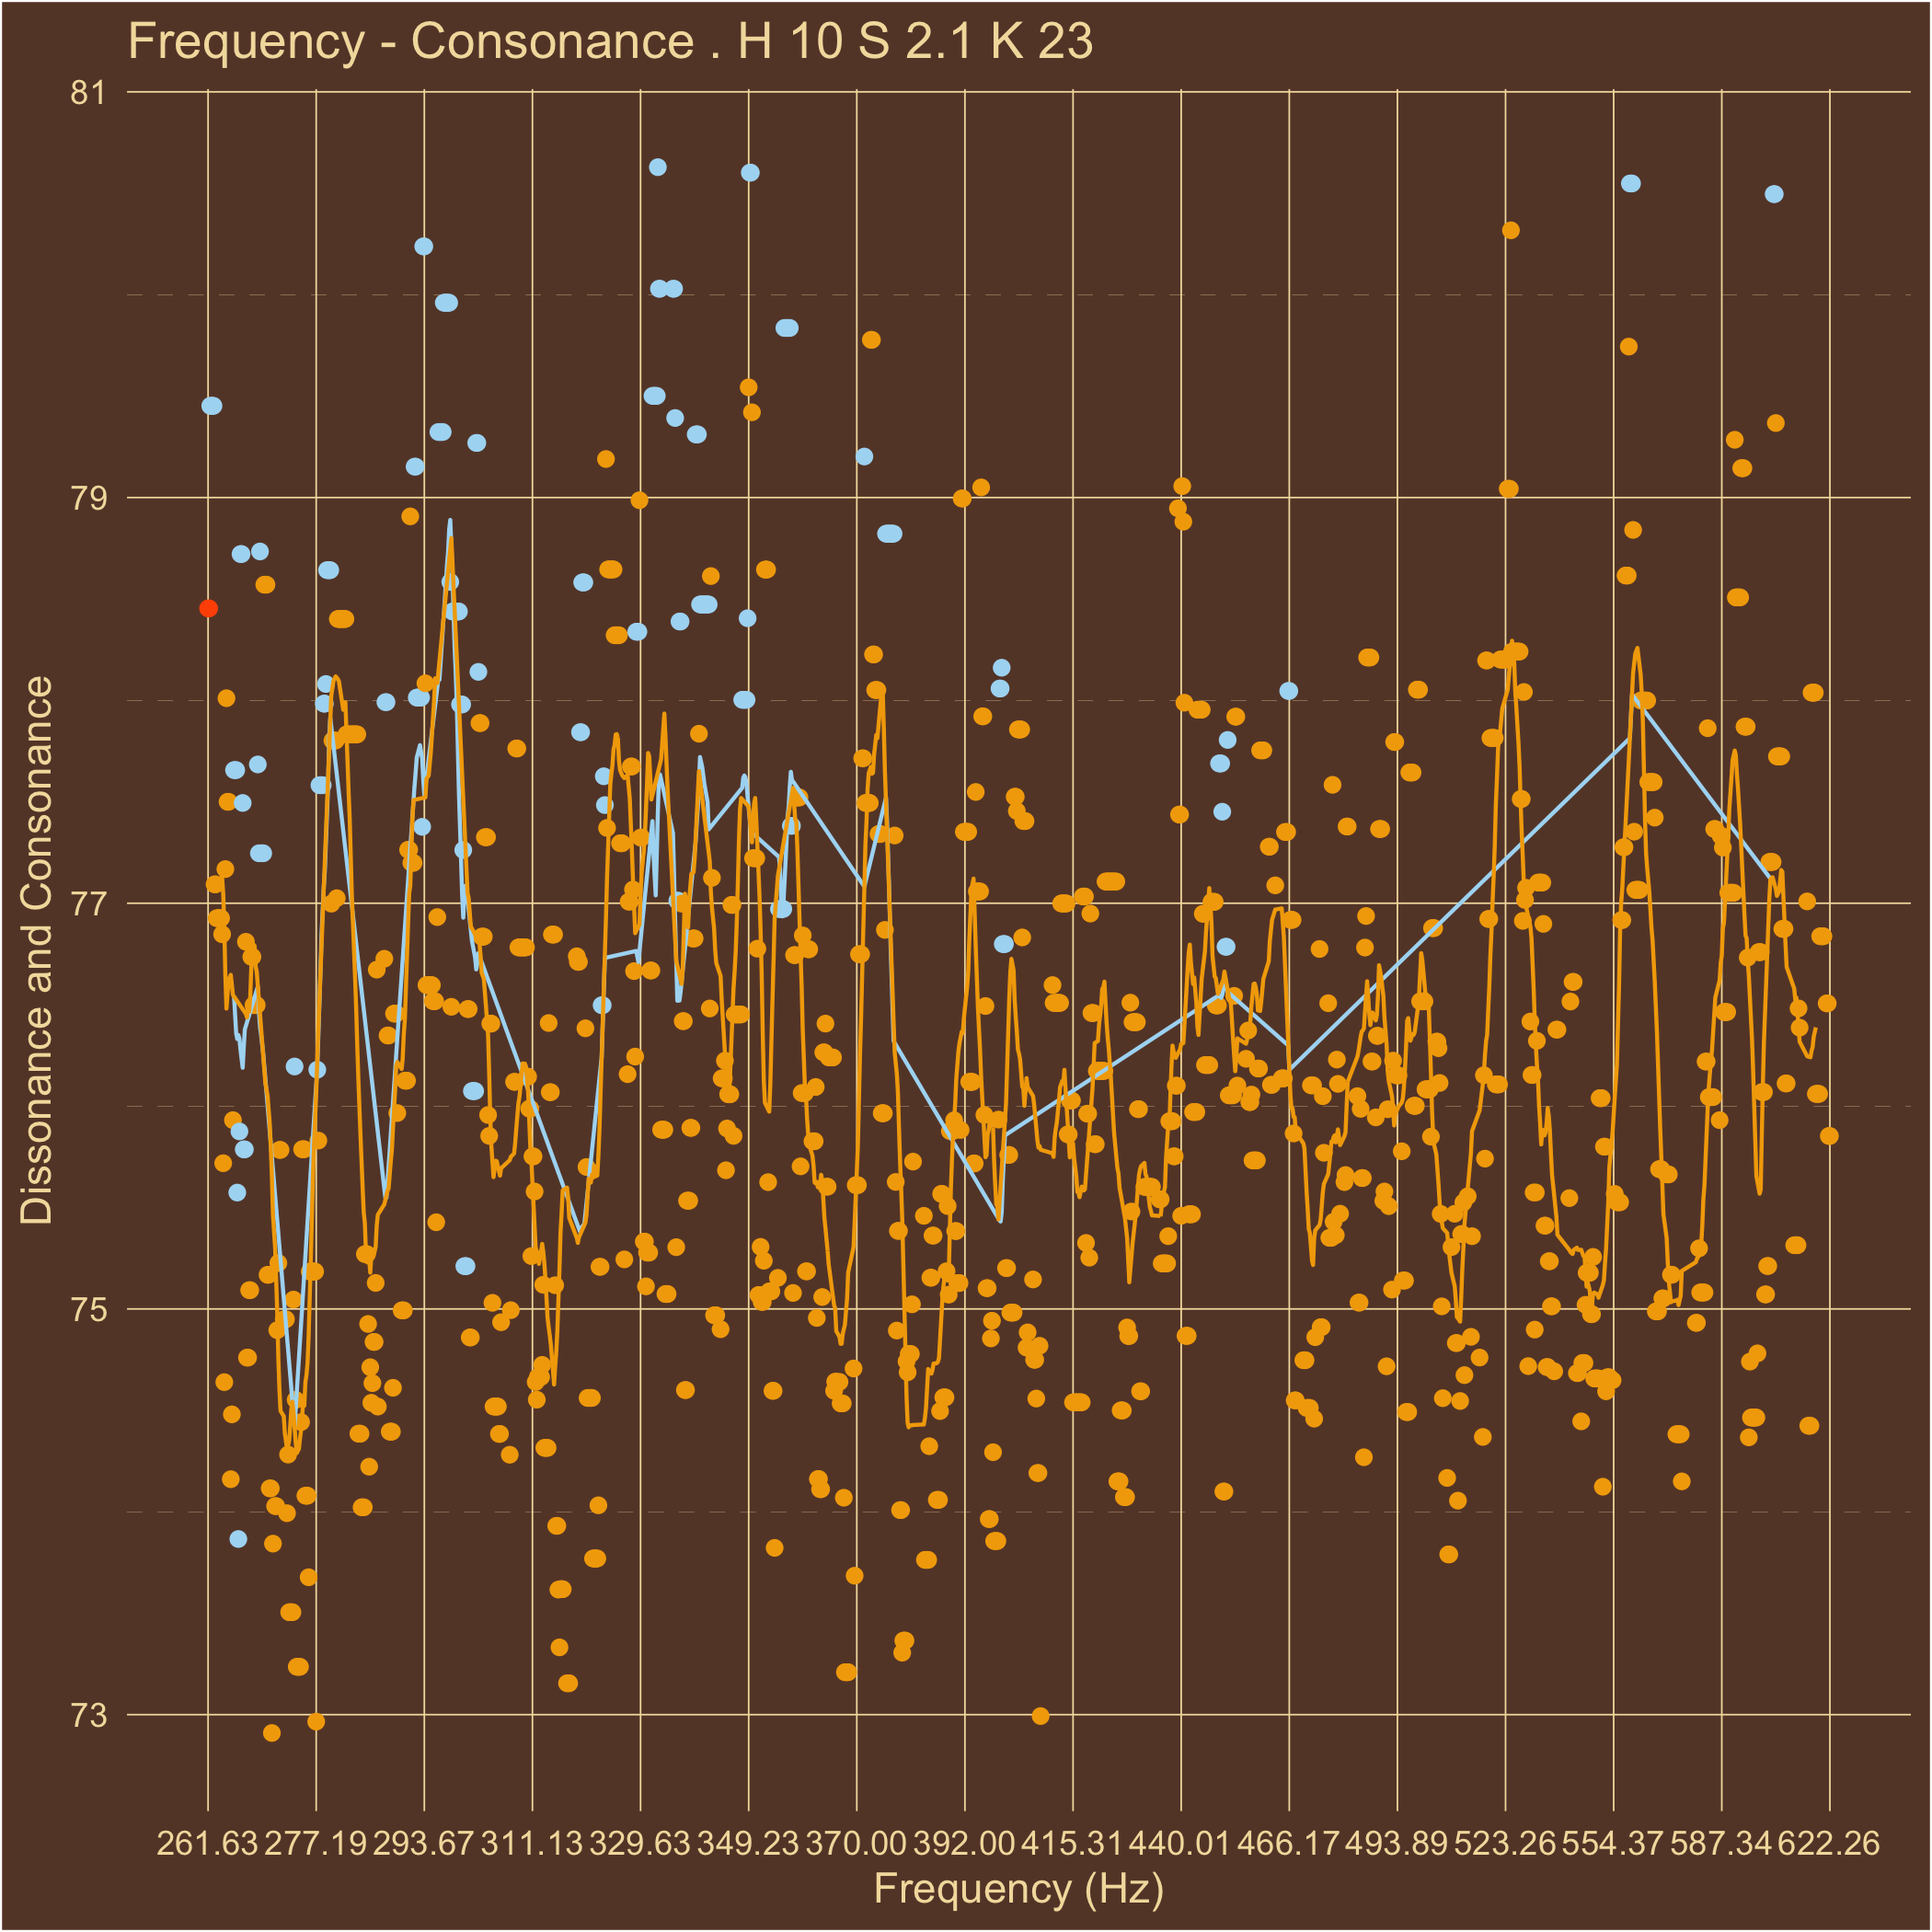 Frequency - Consonance . H 10 S 2.1 K 23
81
79
77
75
73
Dissonance and Consonance
261.63 277.19 293.67 311.13 329.63 349.23 370.00 392.00 415.31 440.01 466.17 493.89 523.26 554.37 587.34 622.26
Frequency (Hz)